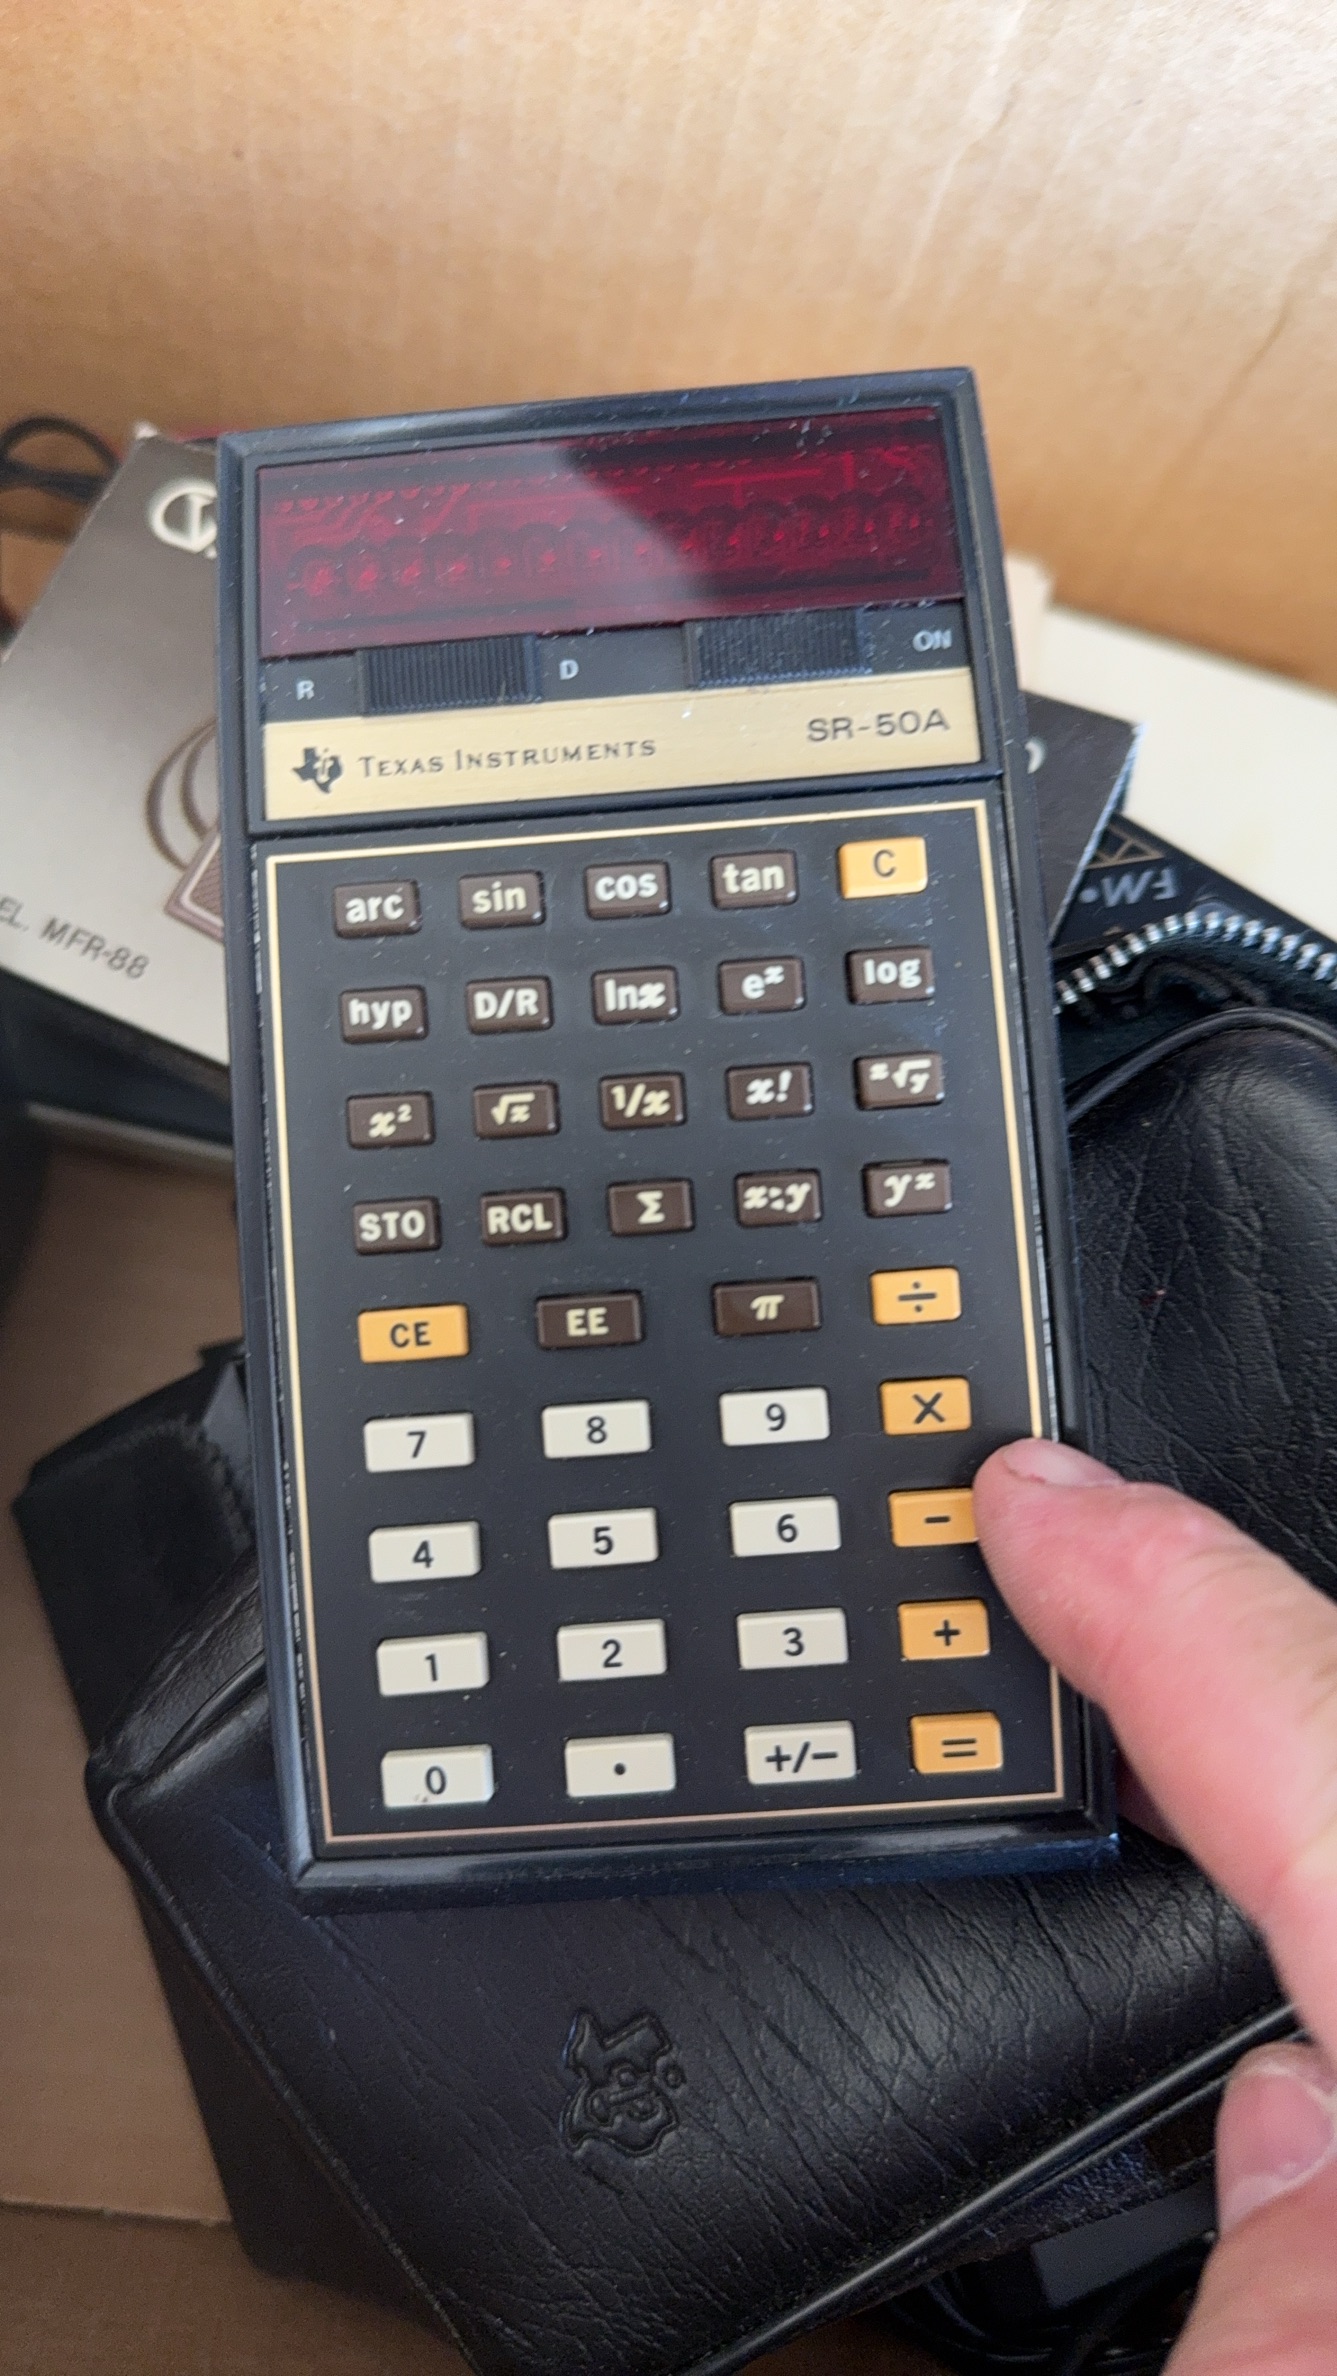 R D ON
TEXAS INSTRUMENTS SR-50A
arc sin cos tan C
hyp D/R lnx eˣ log
x² √x 1/x x! ˣ√y
STO RCL Σ x:y yˣ
CE EE π ÷
7 8 9 ×
4 5 6 −
1 2 3 +
0 . +/− =
MFR-88
FM